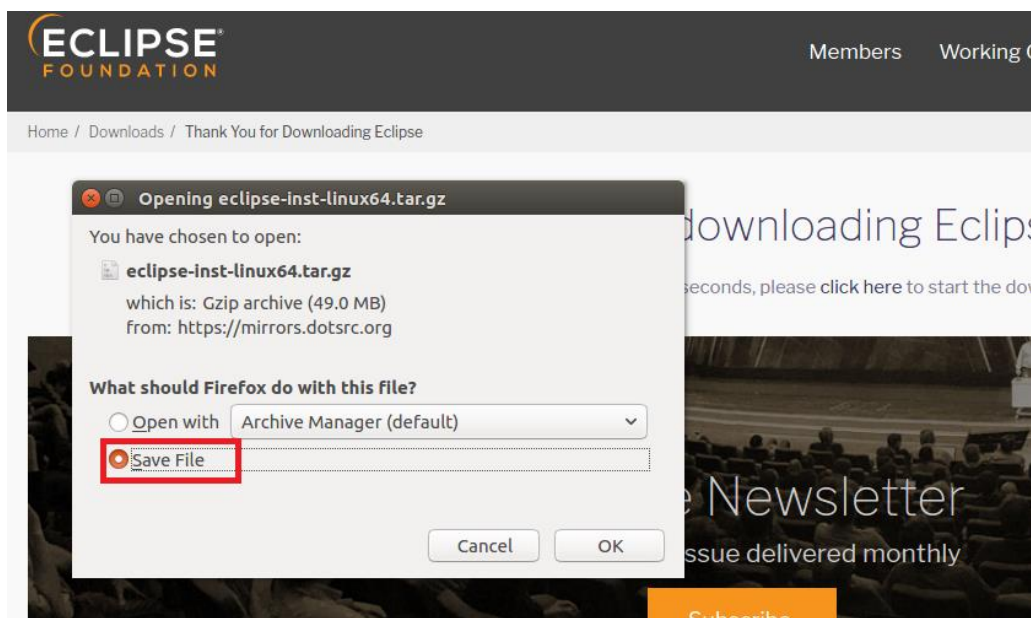 ECLIPSE
FOUNDATION
Members Working
Home / Downloads / Thank You for Downloading Eclipse
Opening eclipse-inst-linux64.tar.gz
downloading
seconds, please click here to start the
You have chosen to open:
eclipse-inst-linux64.tar.gz
which is: Gzip archive (49.0 MB)
from: https://mirrors.dotsrc.org
What should Firefox do with this file?
Open with Archive Manager (default)
Save File
Cancel OK
Newsletter
issue delivered monthly
Subscribe